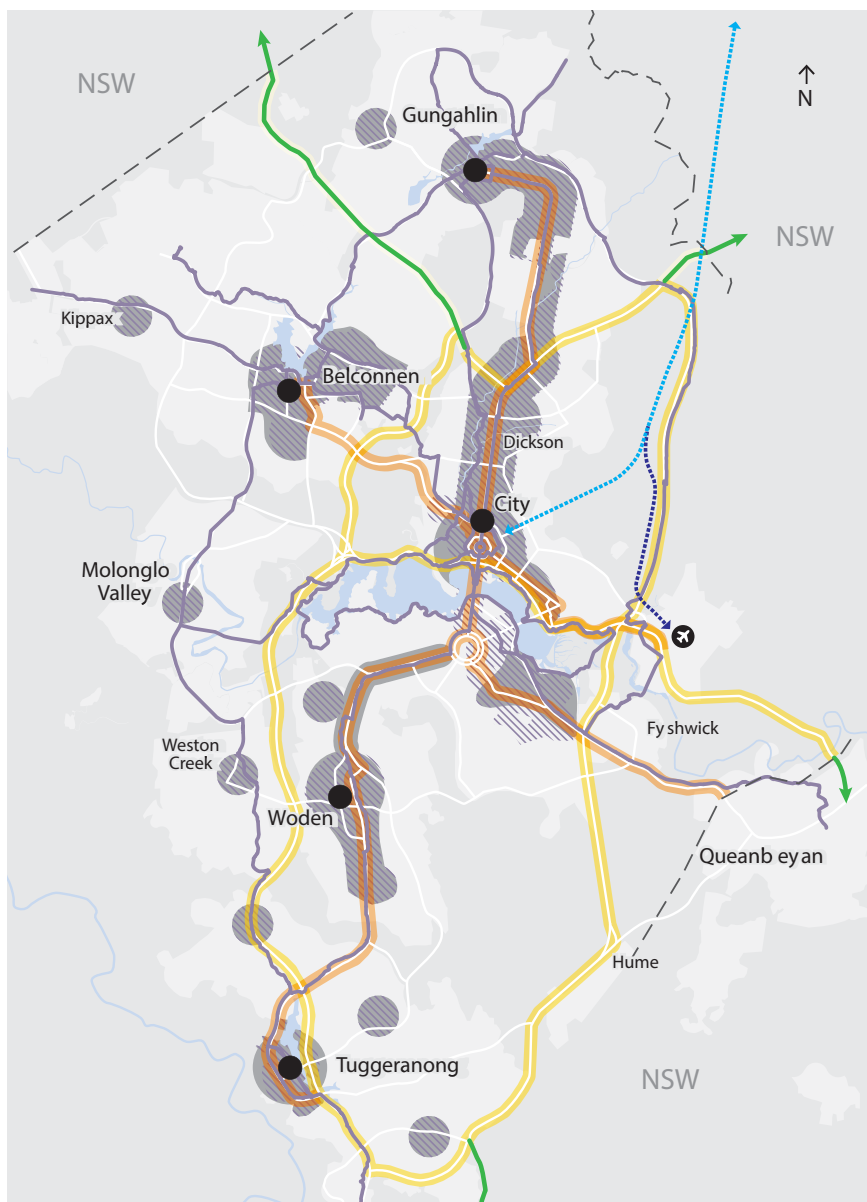 NSW
N
Gungahlin
NSW
Kippax
Belconnen
Dickson
City
Molonglo
Valley
Fy shwick
Weston
Creek
Woden
Queanb ey an
Hume
Tuggeranong
NSW